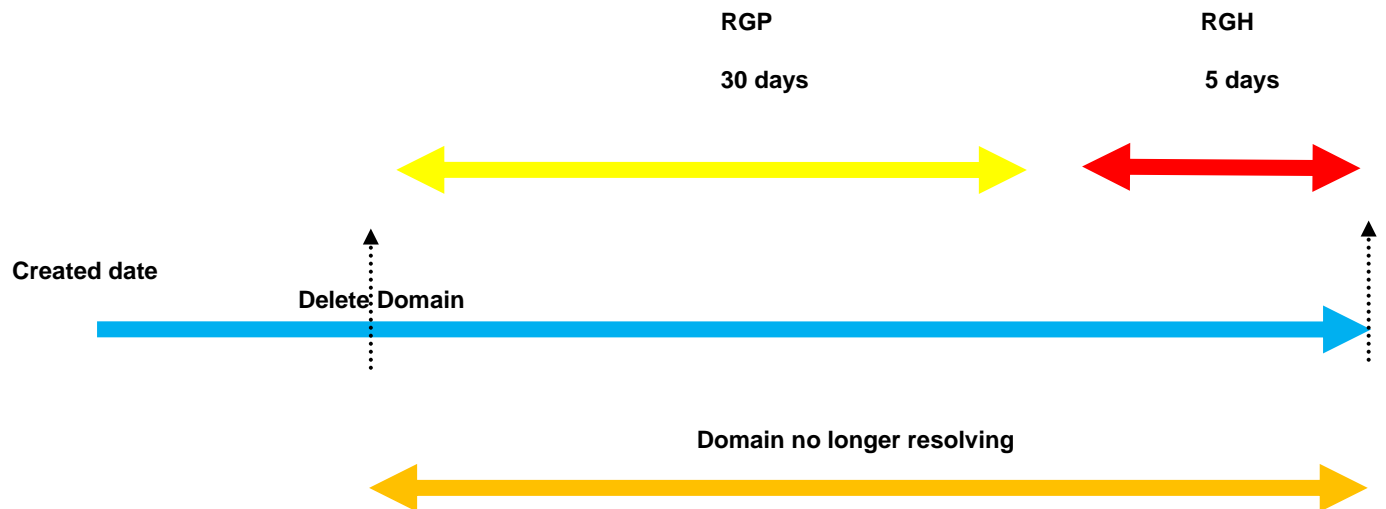 RGP
RGH
30 days
5 days
Created date
Delete Domain
Domain no longer resolving